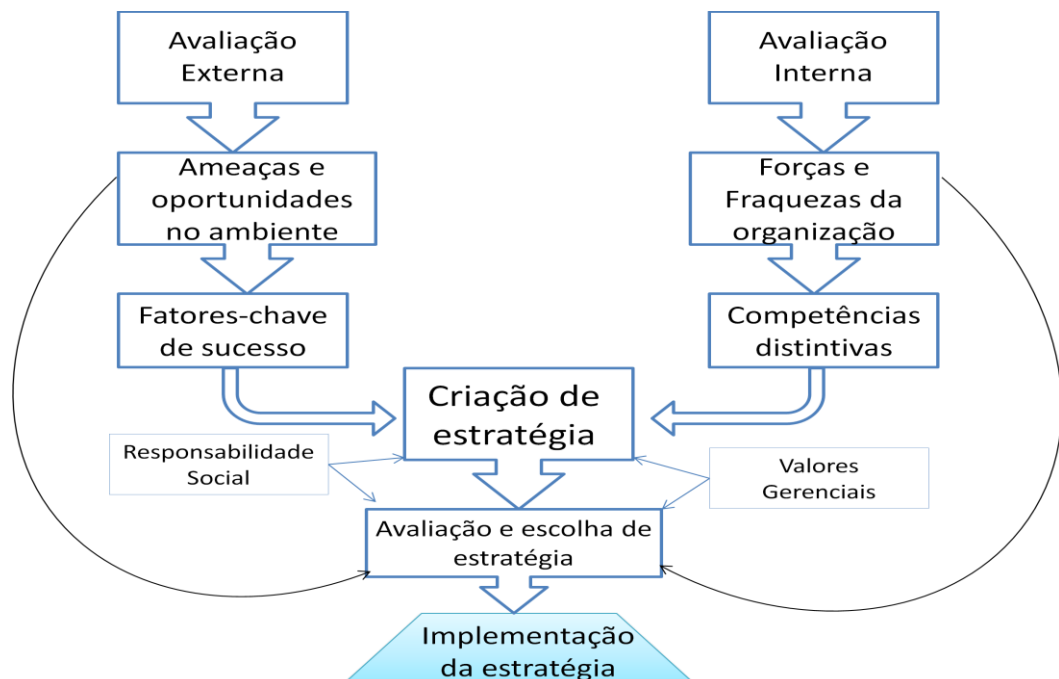 Avaliação
Externa
Avaliação
Interna
Ameaças e
oportunidades
no ambiente
Forças e
Fraquezas da
organização
Fatores-chave
de sucesso
Competências
distintivas
Criação de
estratégia
Responsabilidade
Social
Valores
Gerenciais
Avaliação e escolha de
estratégia
Implementação
da estratégia